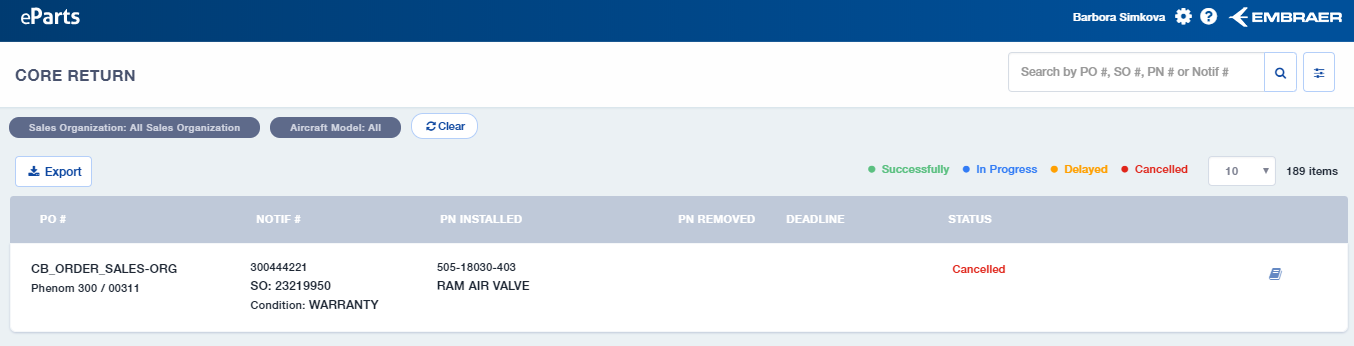 eParts
Barbora Simkova
EMBRAER
CORE RETURN
Search by PO #, SO #, PN # or Notif #
Sales Organization: All Sales Organization
Aircraft Model: All
Clear
Export
Successfully
In Progress
Delayed
Cancelled
10
189 items
PO # NOTIF # PN INSTALLED PN REMOVED DEADLINE STATUS
CB_ORDER_SALES-ORG 300444221 505-18030-403 Cancelled
Phenom 300 / 00311 SO: 23219950 RAM AIR VALVE
Condition: WARRANTY